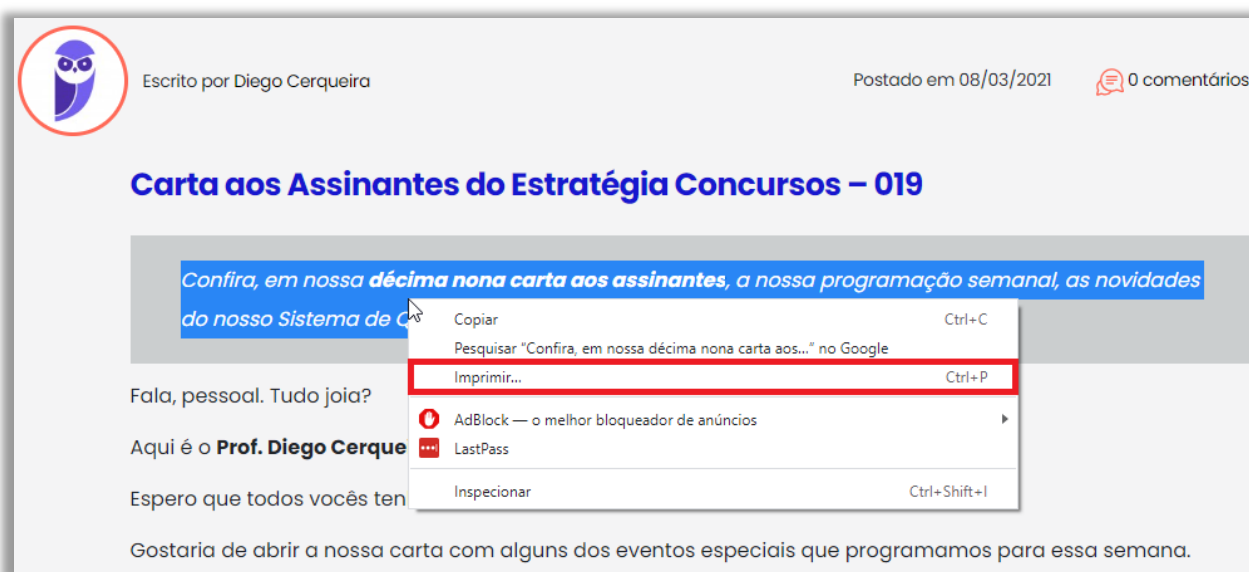 Escrito por Diego Cerqueira
Postado em 08/03/2021
0 comentários
Carta aos Assinantes do Estratégia Concursos – 019
Confira, em nossa décima nona carta aos assinantes, a nossa programação semanal, as novidades
do nosso Sistema de
Copiar Ctrl+C
Pesquisar “Confira, em nossa décima nona carta aos...” no Google
Imprimir... Ctrl+P
AdBlock — o melhor bloqueador de anúncios
LastPass
Inspecionar Ctrl+Shift+I
Fala, pessoal. Tudo joia?
Aqui é o Prof. Diego Cerque
Espero que todos vocês ten
Gostaria de abrir a nossa carta com alguns dos eventos especiais que programamos para essa semana.